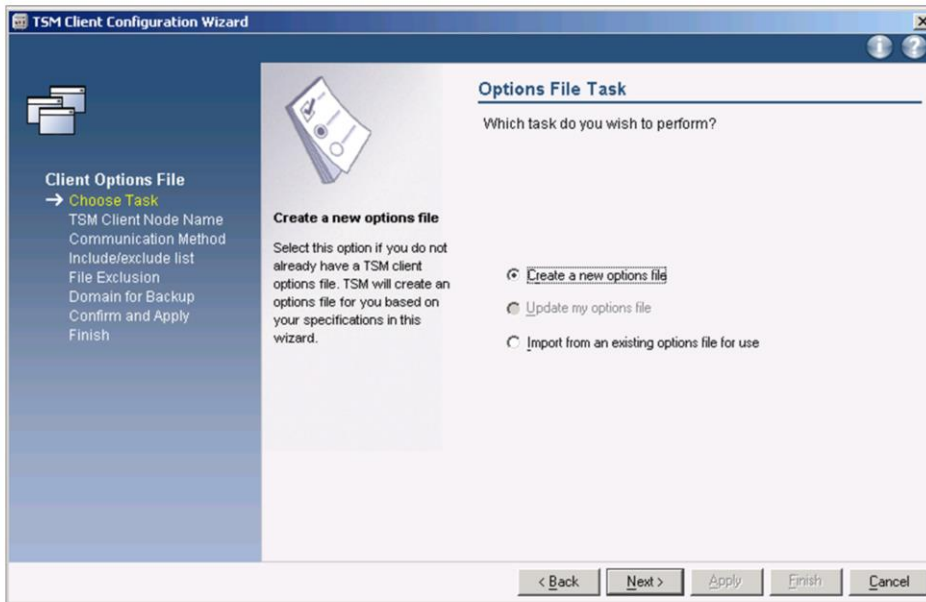 TSM Client Configuration Wizard
Client Options File
Choose Task
TSM Client Node Name
Communication Method
Include/exclude list
File Exclusion
Domain for Backup
Confirm and Apply
Finish
Create a new options file
Select this option if you do not
already have a TSM client
options file. TSM will create an
options file for you based on
your specifications in this
wizard.
Options File Task
Which task do you wish to perform?
Create a new options file
Update my options file
Import from an existing options file for use
< Back
Next >
Apply
Finish
Cancel